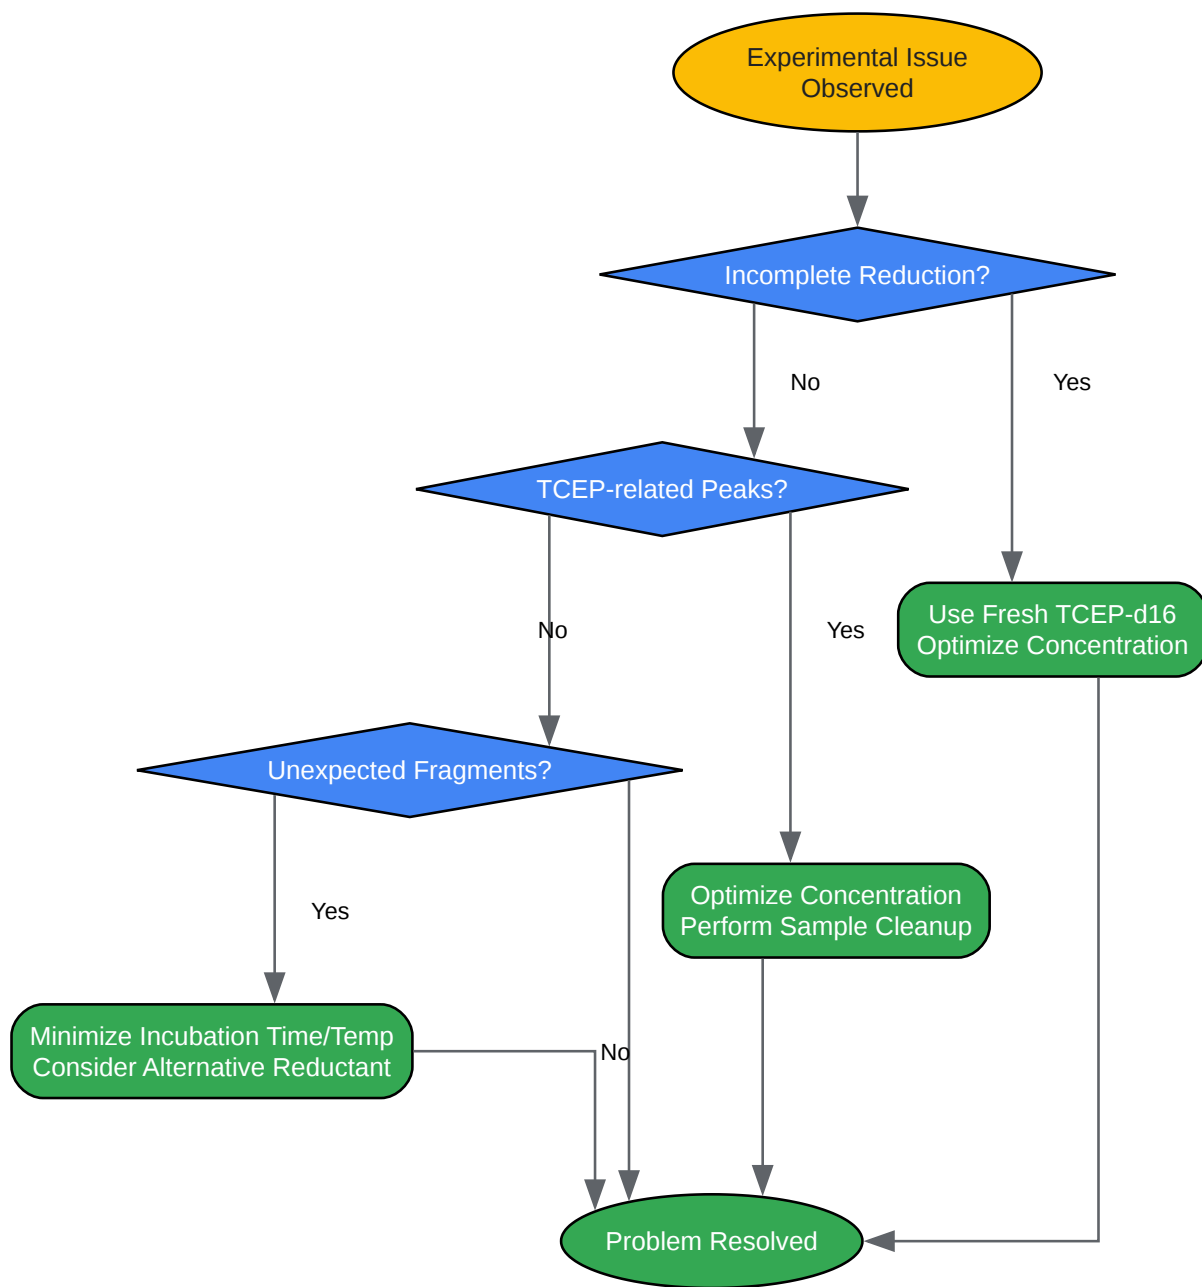 Experimental Issue
Observed
Incomplete Reduction?
No
Yes
TCEP-related Peaks?
Use Fresh TCEP-d16
Optimize Concentration
No
Yes
Unexpected Fragments?
Optimize Concentration
Perform Sample Cleanup
Yes
Minimize Incubation Time/Temp
Consider Alternative Reductant
No
Problem Resolved